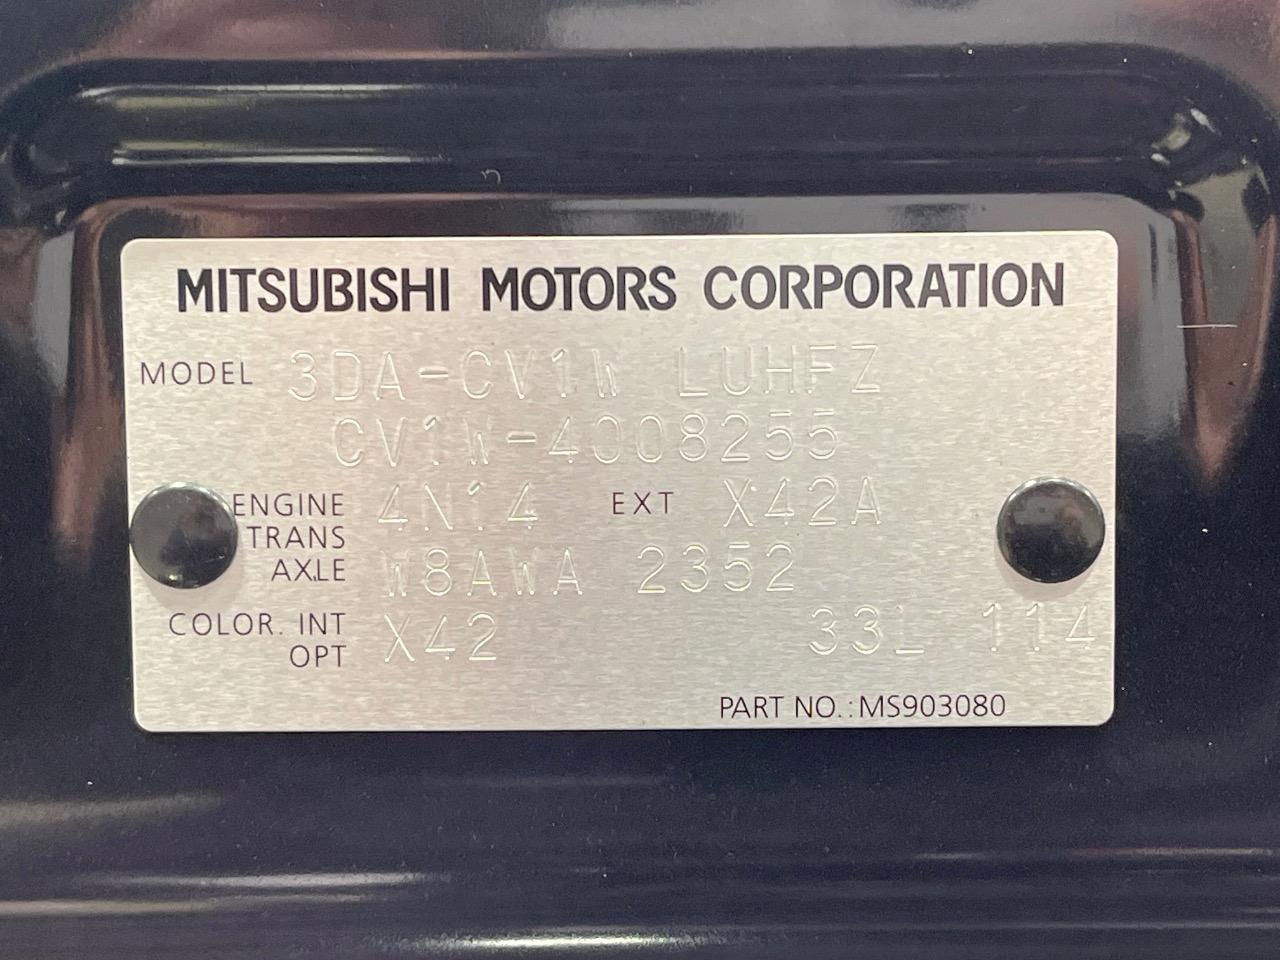 MITSUBISHI MOTORS CORPORATION
MODEL 3DA-CV1W LUHFZ
CV1W-4008255
ENGINE 4N14 EXT X42A
TRANS
AXLE W8AWA 2352
COLOR. INT X42 33L 114
OPT
PART NO.:MS903080